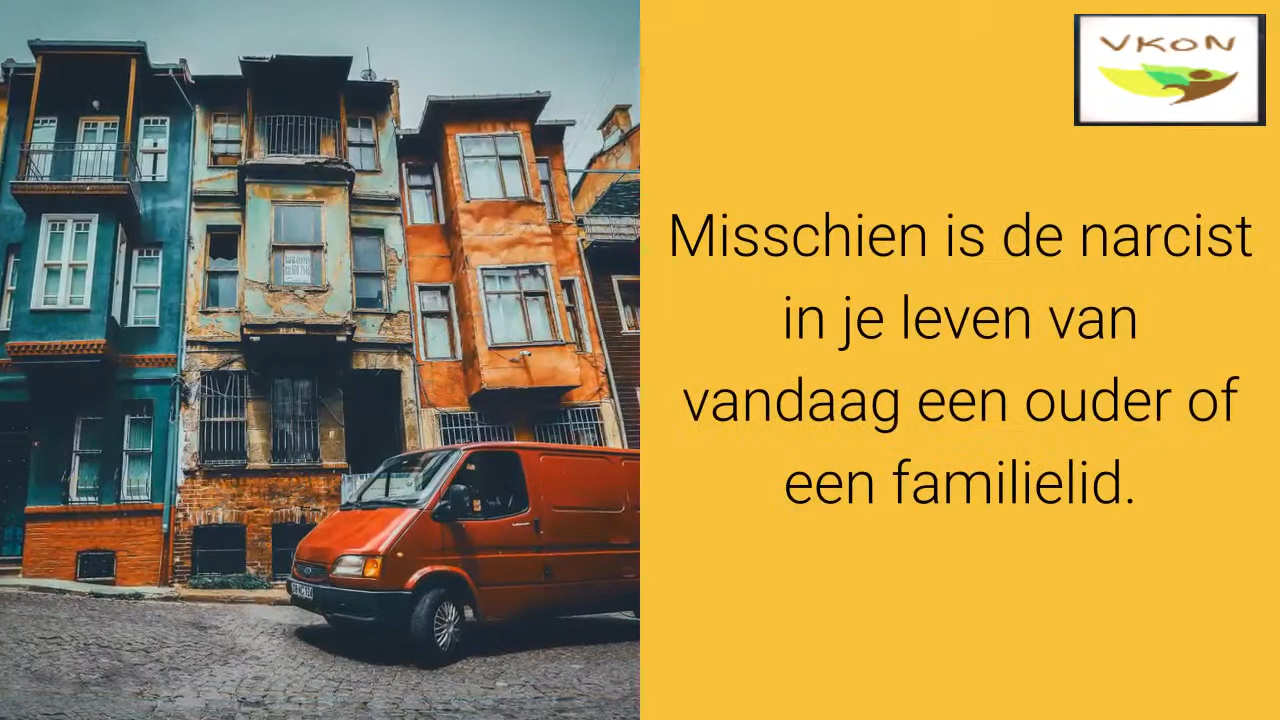 VKON
Misschien is de narcist
in je leven van
vandaag een ouder of
een familielid.